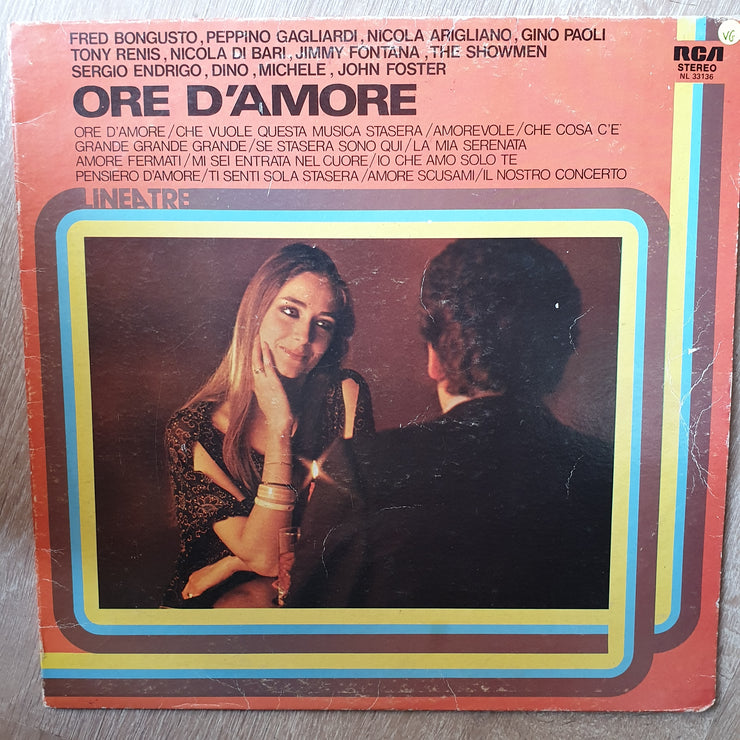 FRED BONGUSTO, PEPPINO GAGLIARDI, NICOLA ARIGLIANO, GINO PAOLI
TONY RENIS, NICOLA DI BARI, JIMMY FONTANA, THE SHOWMEN
SERGIO ENDRIGO, DINO, MICHELE, JOHN FOSTER
ORE D'AMORE
ORE D'AMORE/CHE VUOLE QUESTA MUSICA STASERA/AMOREVOLE/CHE COSA C'E'
GRANDE GRANDE GRANDE/SE STASERA SONO QUI/LA MIA SERENATA
AMORE FERMATI/MI SEI ENTRATA NEL CUORE/IO CHE AMO SOLO TE
PENSIERO D'AMORE/TI SENTI SOLA STASERA/AMORE SCUSAMI/IL NOSTRO CONCERTO
LINEATRE
RCA
STEREO
NL 33136
VG